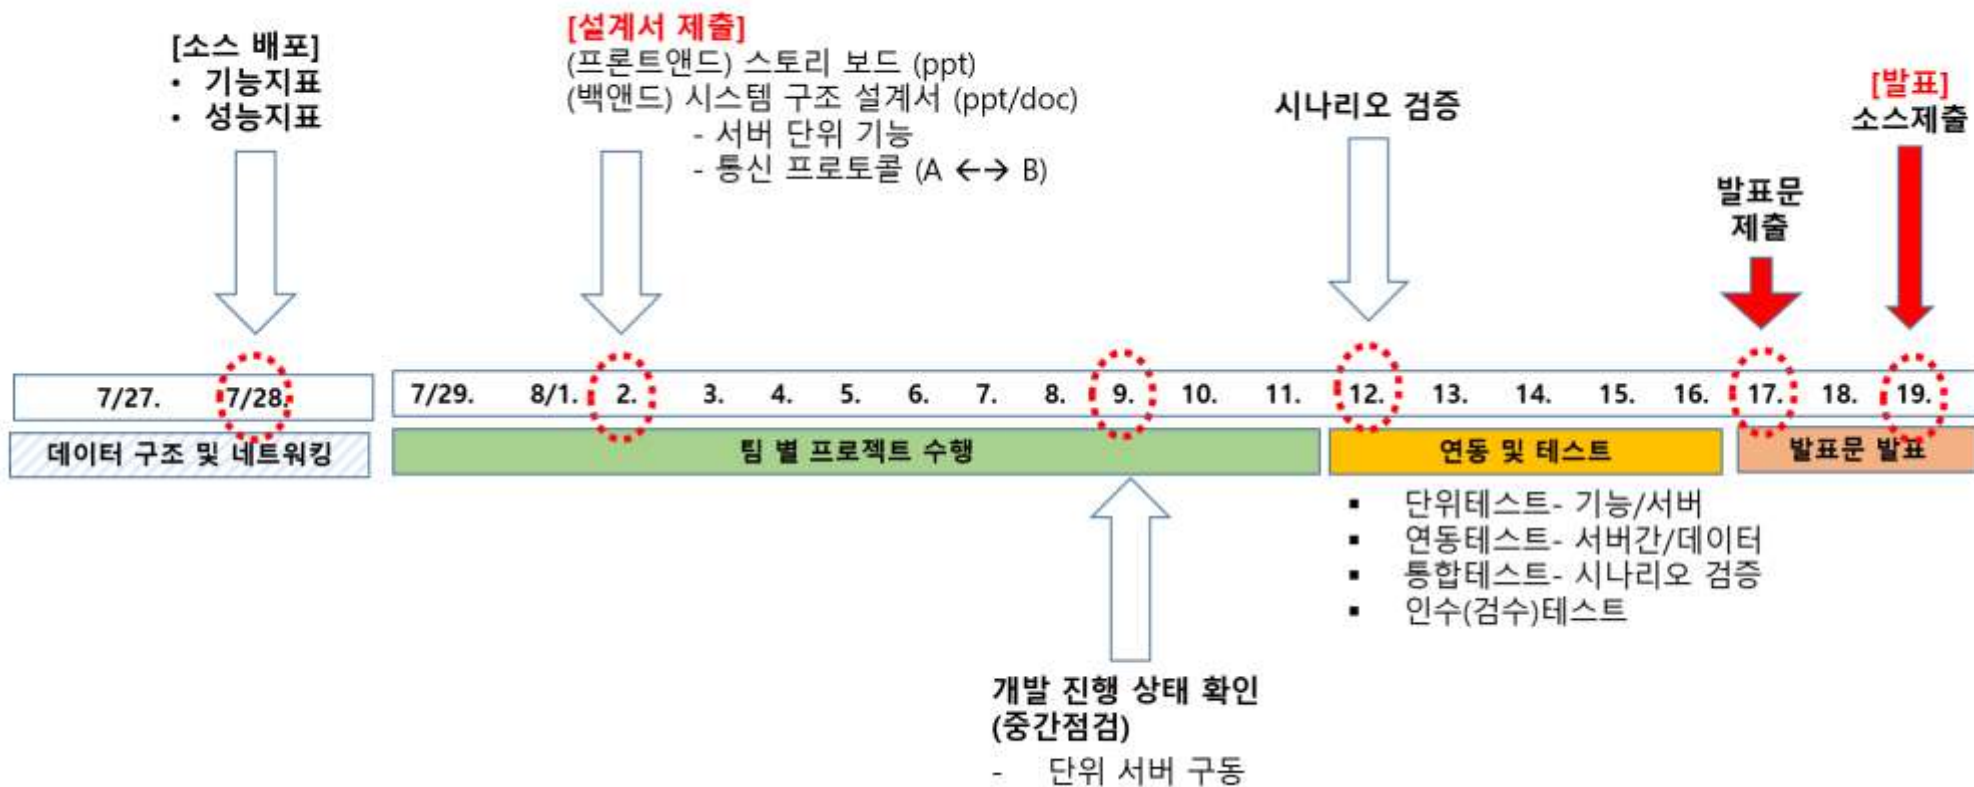 [소스 배포]
• 기능지표
• 성능지표
[설계서 제출]
(프론트앤드) 스토리 보드 (ppt)
(백앤드) 시스템 구조 설계서 (ppt/doc)
- 서버 단위 기능
- 통신 프로토콜 (A ←→ B)
시나리오 검증
발표문
제출
[발표]
소스제출
7/27. 7/28. 7/29. 8/1. 2. 3. 4. 5. 6. 7. 8. 9. 10. 11. 12. 13. 14. 15. 16. 17. 18. 19.
데이터 구조 및 네트워킹 팀 별 프로젝트 수행 연동 및 테스트 발표문 발표
▪ 단위테스트- 기능/서버
▪ 연동테스트- 서버간/데이터
▪ 통합테스트- 시나리오 검증
▪ 인수(검수)테스트
개발 진행 상태 확인
(중간점검)
- 단위 서버 구동